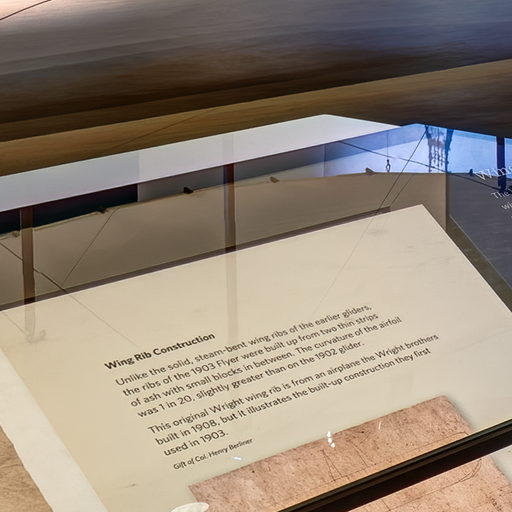 Wing Rib Construction
Unlike the solid, steam-bent wing ribs of the earlier gliders,
the ribs of the 1903 Flyer were built up from two thin strips
of ash with small blocks in between. The curvature of the airfoil
was 1 in 20, slightly greater than on the 1902 glider.
This original Wright wing rib is from an airplane the Wright brothers
built in 1908, but it illustrates the built-up construction they first
used in 1903.
Gift of Col. Henry Berliner